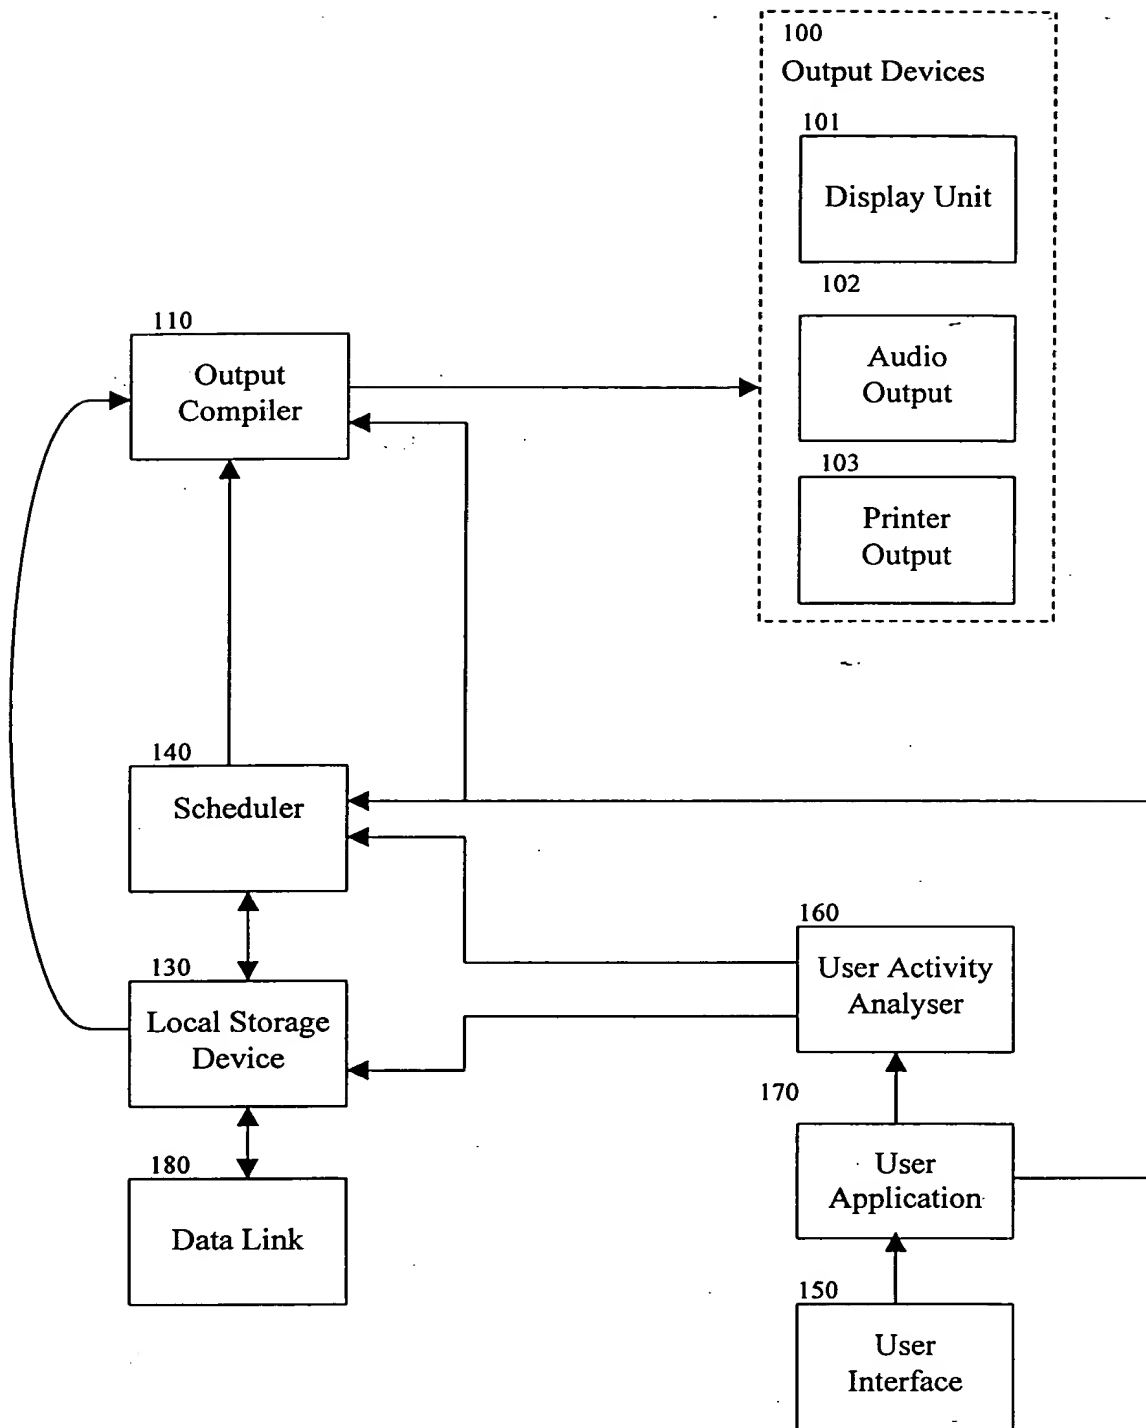 100
Output Devices
101
Display Unit
102
Audio
Output
103
Printer
Output
110
Output
Compiler
140
Scheduler
130
Local Storage
Device
180
Data Link
160
User Activity
Analyser
170
User
Application
150
User
Interface